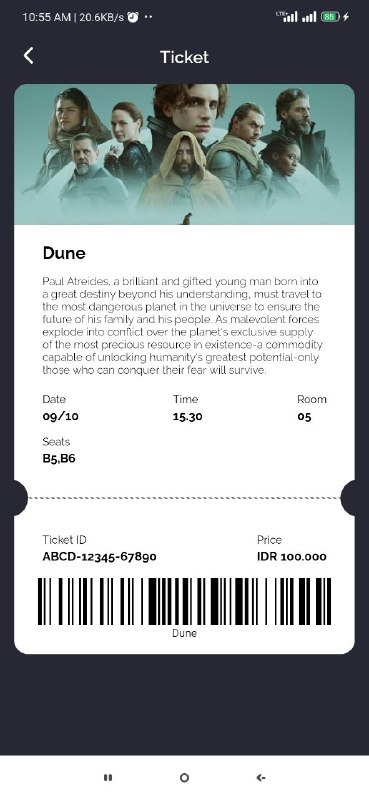 10:55 AM | 20.6KB/s
LTE+
85
Ticket
Dune
Paul Atreides, a brilliant and gifted young man born into
a great destiny beyond his understanding, must travel to
the most dangerous planet in the universe to ensure the
future of his family and his people. As malevolent forces
explode into conflict over the planet's exclusive supply
of the most precious resource in existence-a commodity
capable of unlocking humanity's greatest potential-only
those who can conquer their fear will survive.
Date Time Room
09/10 15.30 05
Seats
B5,B6
Ticket ID Price
ABCD-12345-67890 IDR 100.000
Dune